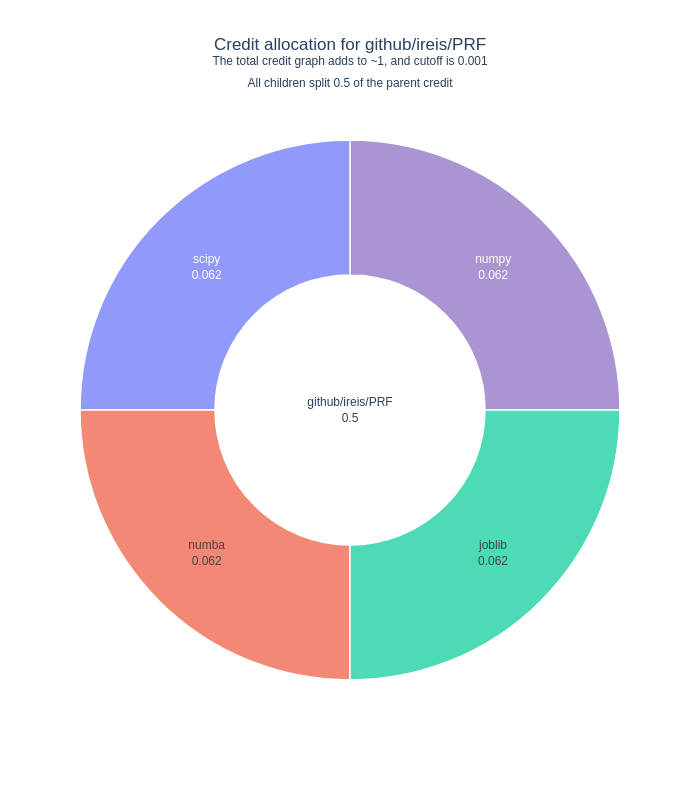 Credit allocation for github/ireis/PRF
The total credit graph adds to ~1, and cutoff is 0.001
All children split 0.5 of the parent credit
scipy
0.062
numpy
0.062
github/ireis/PRF
0.5
numba
0.062
joblib
0.062